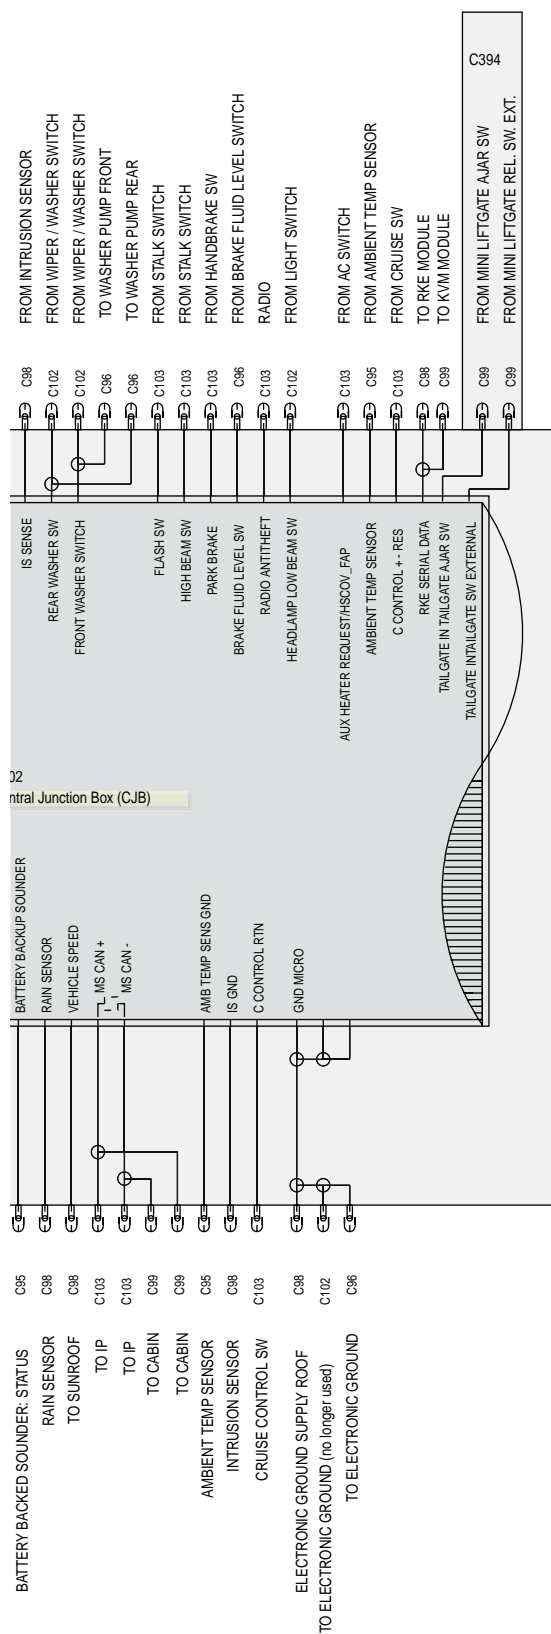 C394
FROM INTRUSION SENSOR
FROM WIPER / WASHER SWITCH
FROM WIPER / WASHER SWITCH
TO WASHER PUMP FRONT
TO WASHER PUMP REAR
FROM STALK SWITCH
FROM STALK SWITCH
FROM HANDBRAKE SW
FROM BRAKE FLUID LEVEL SWITCH
RADIO
FROM LIGHT SWITCH
FROM AC SWITCH
FROM AMBIENT TEMP SENSOR
FROM CRUISE SW
TO RKE MODULE
TO KVM MODULE
FROM MINI LIFTGATE AJAR SW
FROM MINI LIFTGATE REL. SW. EXT.
C98
C102
C102
C96
C96
C103
C103
C103
C96
C103
C102
C103
C95
C103
C98
C99
C99
C99
IS SENSE
REAR WASHER SW
FRONT WASHER SWITCH
FLASH SW
HIGH BEAM SW
PARK BRAKE
BRAKE FLUID LEVEL SW
RADIO ANTITHEFT
HEADLAMP LOW BEAM SW
AUX HEATER REQUEST/HSCOV_FAP
AMBIENT TEMP SENSOR
C CONTROL + - RES
RKE SERIAL DATA
TAILGATE IN TAILGATE AJAR SW
TAILGATE INTAILGATE SW EXTERNAL
02
ntral Junction Box (CJB)
BATTERY BACKUP SOUNDER
RAIN SENSOR
VEHICLE SPEED
MS CAN +
MS CAN -
AMB TEMP SENS GND
IS GND
C CONTROL RTN
GND MICRO
C95
C98
C98
C103
C103
C99
C99
C95
C98
C103
C98
C102
C96
BATTERY BACKED SOUNDER: STATUS
RAIN SENSOR
TO SUNROOF
TO IP
TO IP
TO CABIN
TO CABIN
AMBIENT TEMP SENSOR
INTRUSION SENSOR
CRUISE CONTROL SW
ELECTRONIC GROUND SUPPLY ROOF
TO ELECTRONIC GROUND (no longer used)
TO ELECTRONIC GROUND